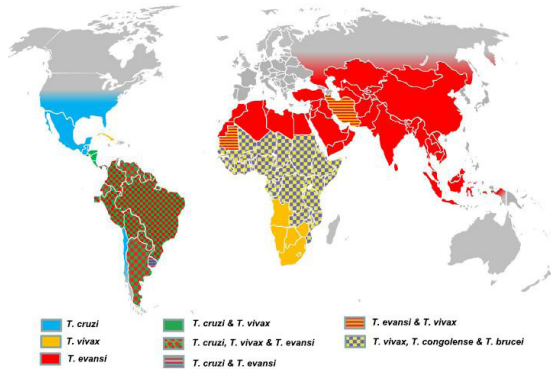 T. cruzi
T. vivax
T. evansi
T. cruzi & T. vivax
T. cruzi, T. vivax & T. evansi
T. cruzi & T. evansi
T. evansi & T. vivax
T. vivax, T. congolense & T. brucei